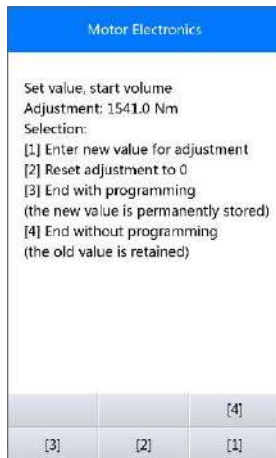 Motor Electronics
Set value, start volume
Adjustment: 1541.0 Nm
Selection:
[1] Enter new value for adjustment
[2] Reset adjustment to 0
[3] End with programming
(the new value is permanently stored)
[4] End without programming
(the old value is retained)
[4]
[3] [2] [1]